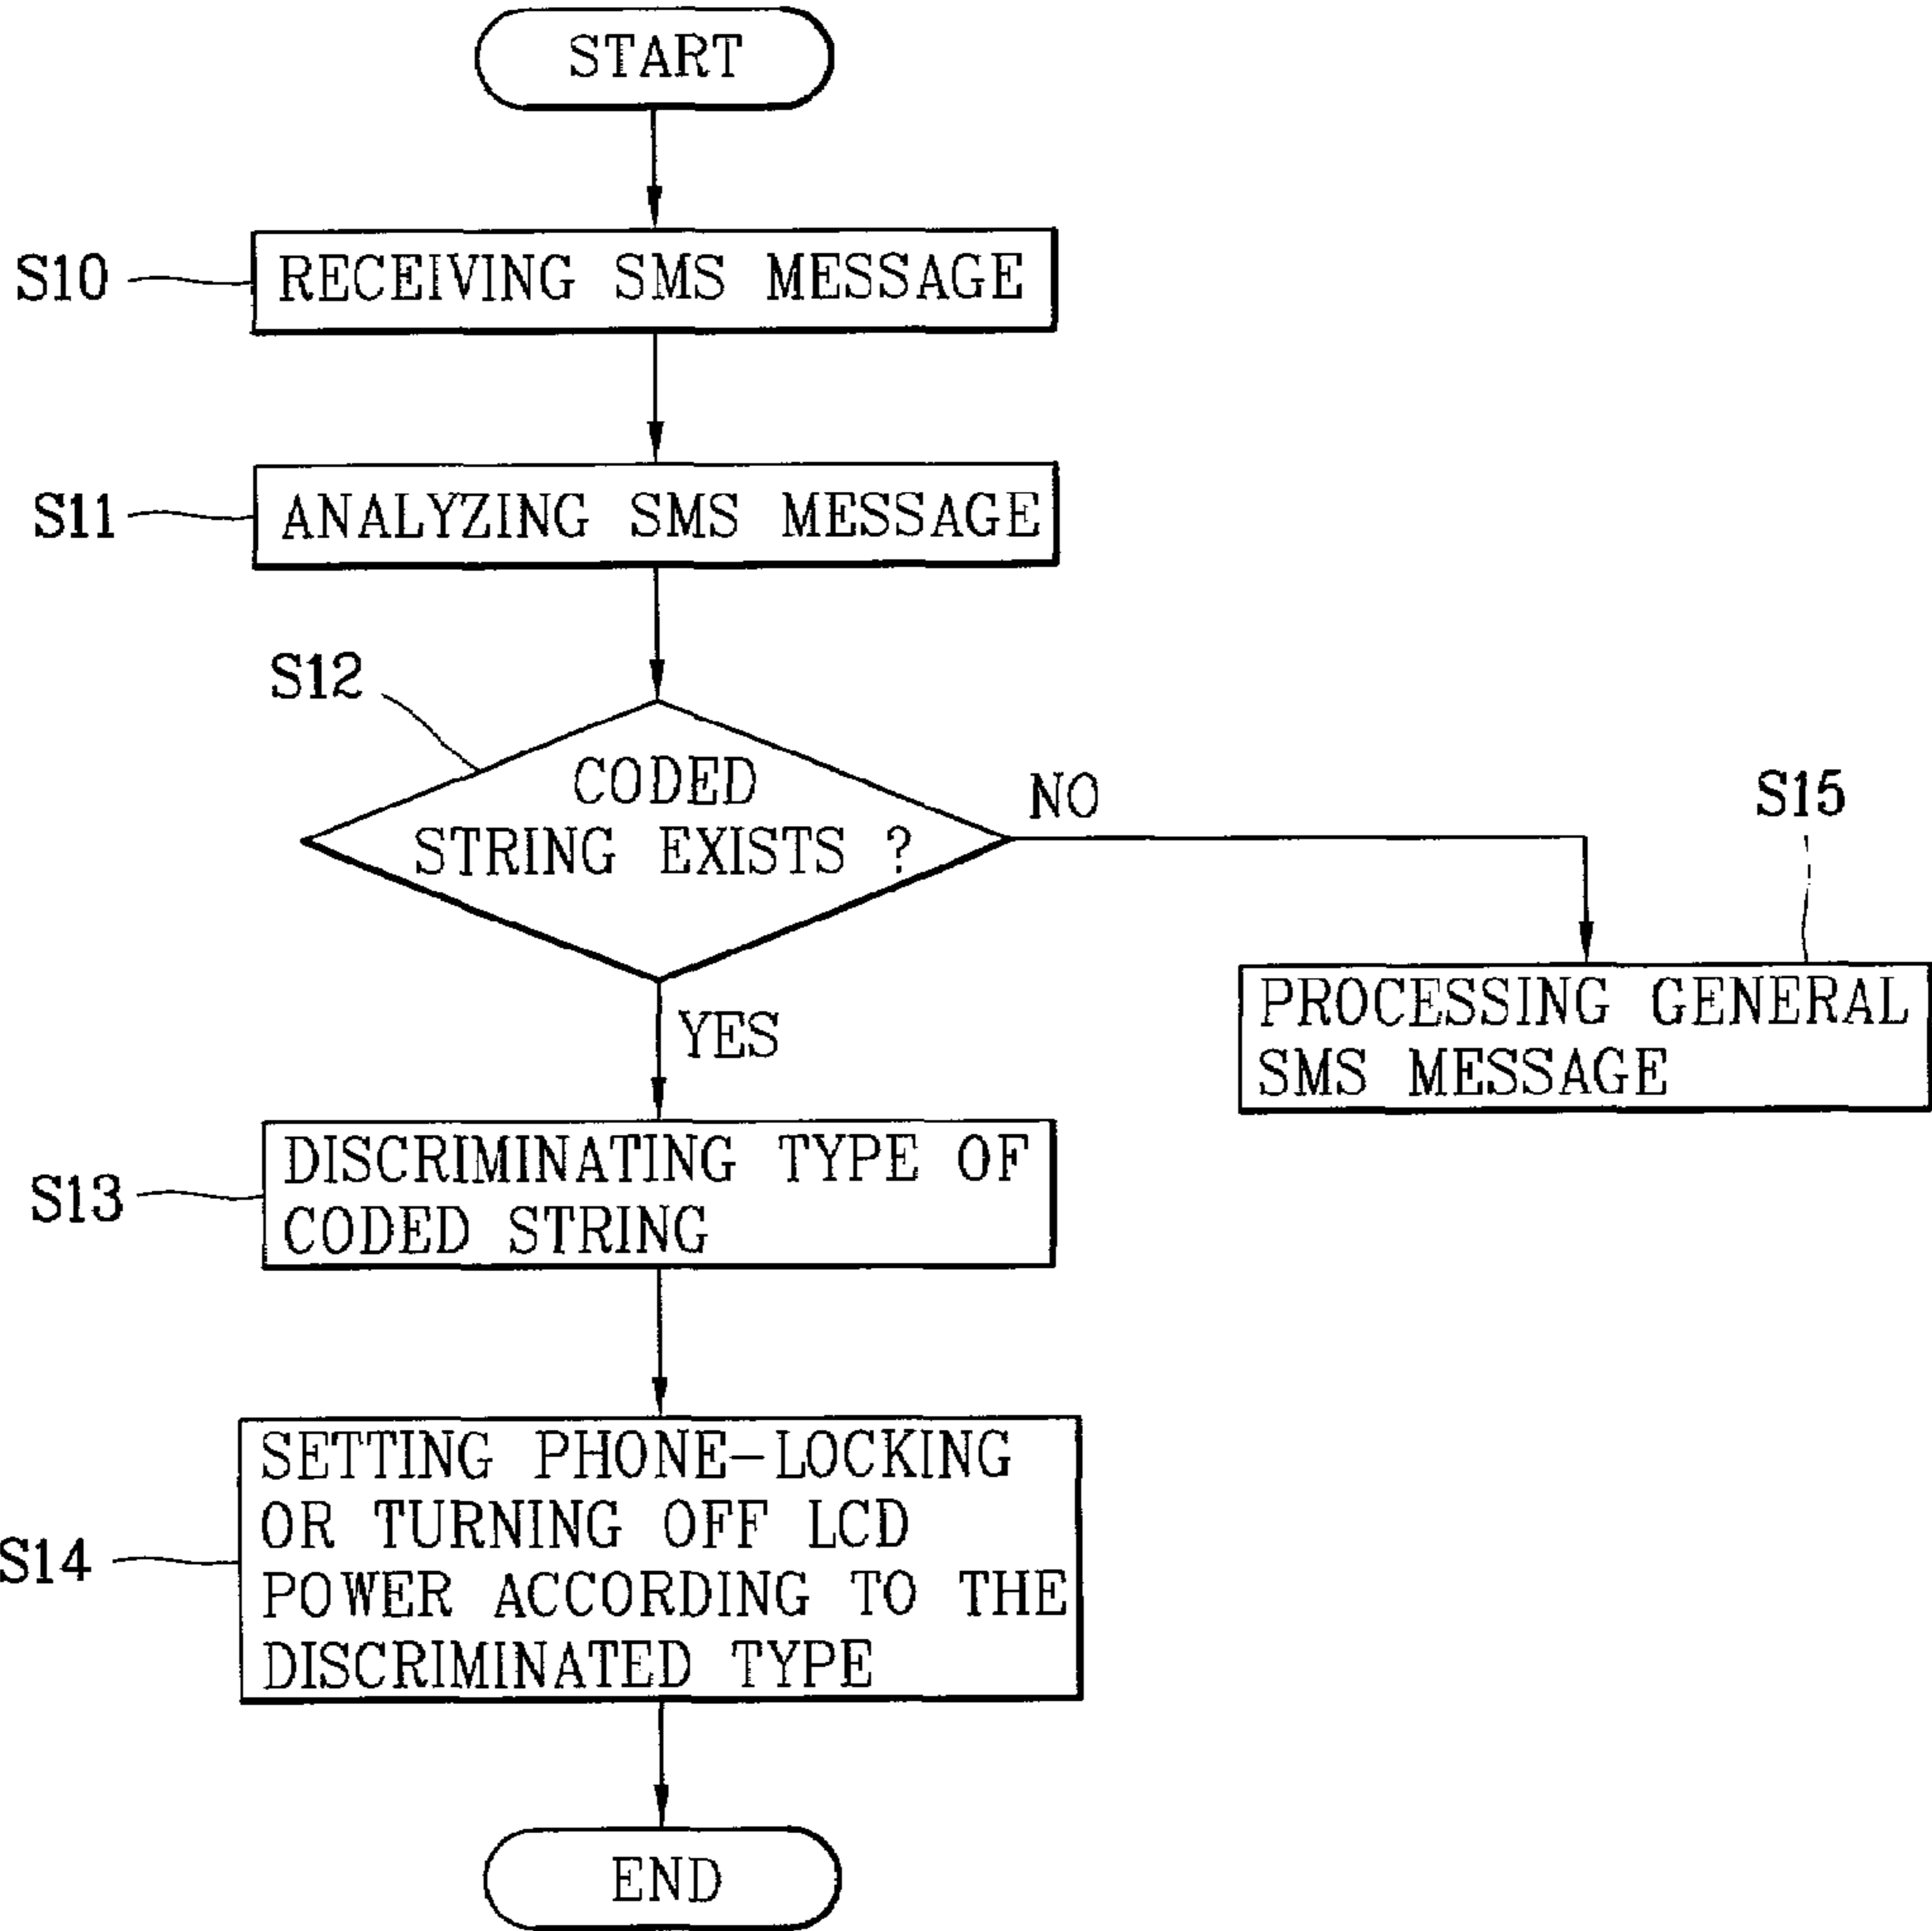 START
S10
RECEIVING SMS MESSAGE
S11
ANALYZING SMS MESSAGE
S12
CODED
STRING EXISTS ?
NO
S15
PROCESSING GENERAL
SMS MESSAGE
YES
S13
DISCRIMINATING TYPE OF
CODED STRING
S14
SETTING PHONE-LOCKING
OR TURNING OFF LCD
POWER ACCORDING TO THE
DISCRIMINATED TYPE
END